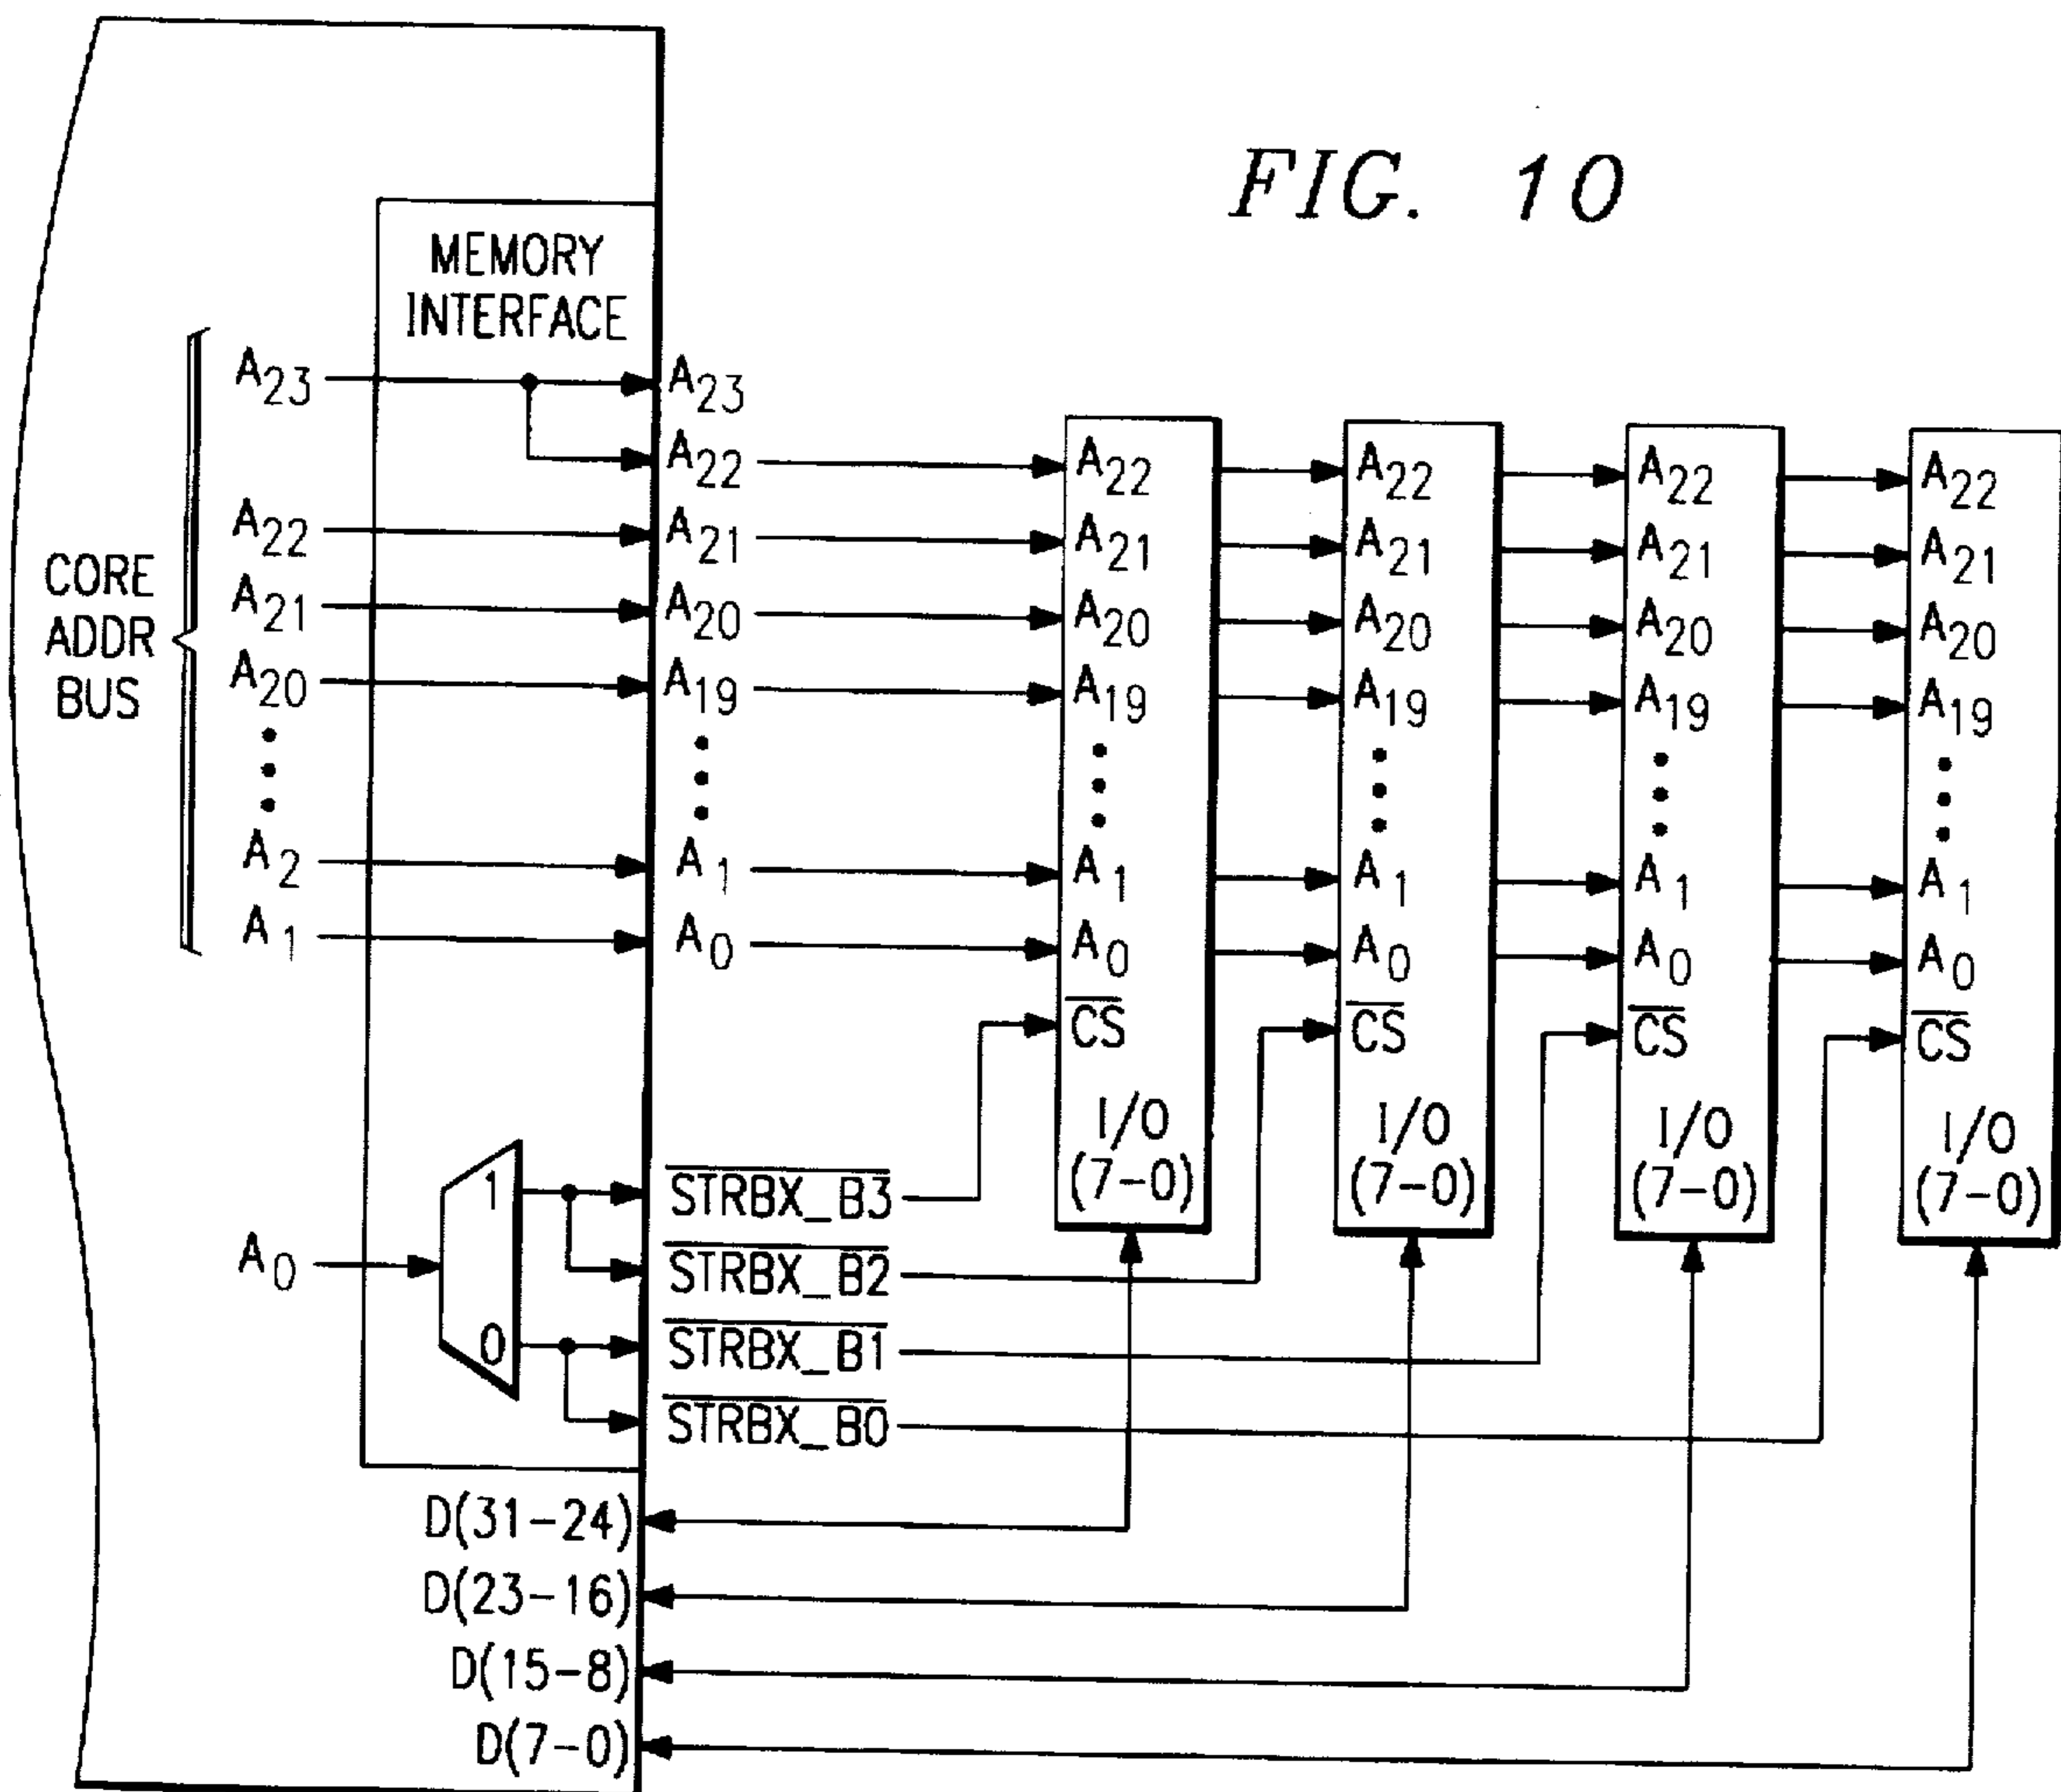 FIG. 10
MEMORY
INTERFACE
CORE
ADDR
BUS
A23
A22
A21
A20
A2
A1
A0
1
0
A23
A22
A21
A20
A19
A1
A0
STRBX_B3
STRBX_B2
STRBX_B1
STRBX_B0
D(31-24)
D(23-16)
D(15-8)
D(7-0)
A22
A21
A20
A19
A1
A0
CS
I/O
(7-0)
A22
A21
A20
A19
A1
A0
CS
I/O
(7-0)
A22
A21
A20
A19
A1
A0
CS
I/O
(7-0)
A22
A21
A20
A19
A1
A0
CS
I/O
(7-0)